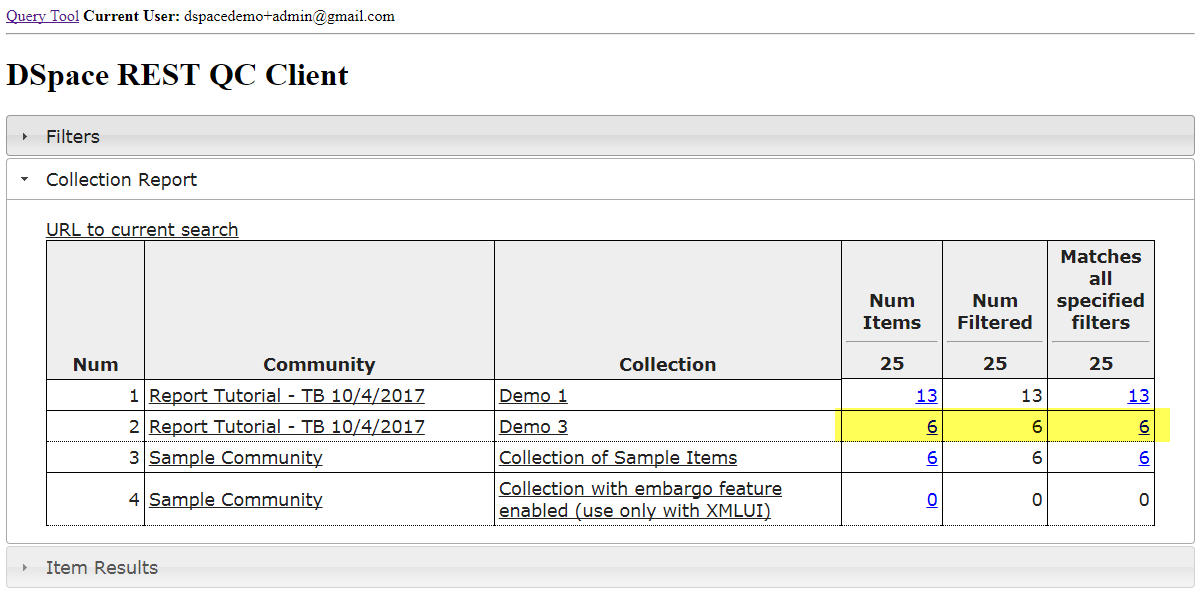 Query Tool Current User: dspacedemo+admin@gmail.com
DSpace REST QC Client
Filters
Collection Report
URL to current search
Num Community Collection Num Items Num Filtered Matches all specified filters
25 25 25
1 Report Tutorial - TB 10/4/2017 Demo 1 13 13 13
2 Report Tutorial - TB 10/4/2017 Demo 3 6 6 6
3 Sample Community Collection of Sample Items 6 6 6
4 Sample Community Collection with embargo feature enabled (use only with XMLUI) 0 0 0
Item Results